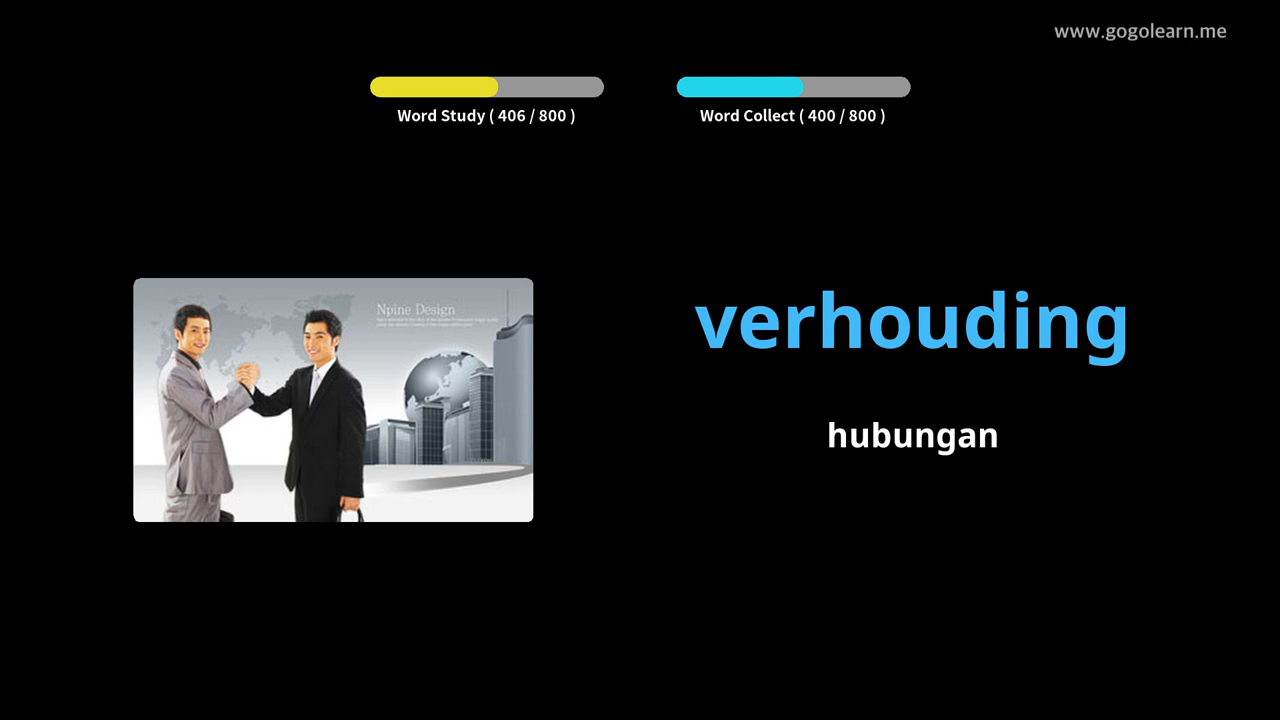 www.gogolearn.me
Word Study ( 406 / 800 )
Word Collect ( 400 / 800 )
Npine Design
verhouding
hubungan